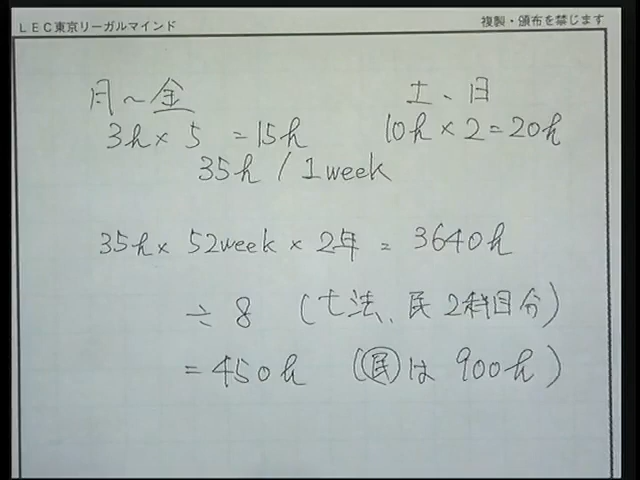 LEC東京リーガルマインド 複製・頒布を禁じます
月～金 土、日
3h×5 =15h 10h×2=20h
35h / 1week
35h× 52week × 2年 = 3640h
÷ 8 (七法、民2科目分)
= 450h (民は 900h)